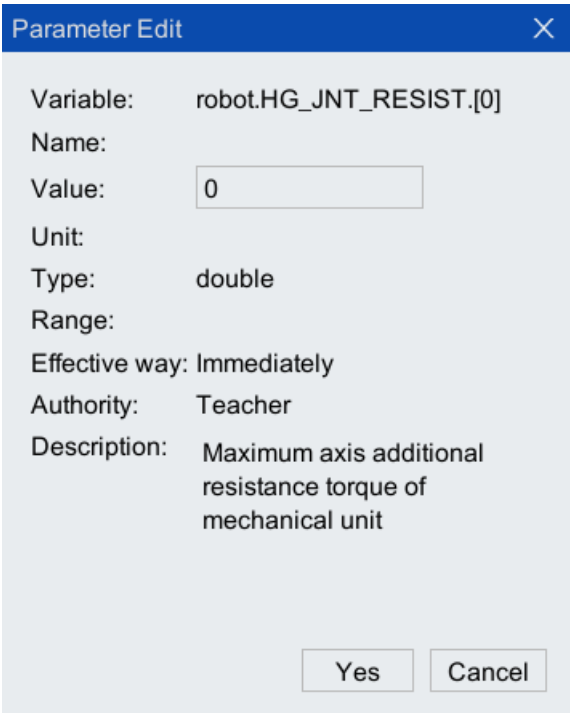 Parameter Edit
Variable: robot.HG_JNT_RESIST.[0]
Name:
Value: 0
Unit:
Type: double
Range:
Effective way: Immediately
Authority: Teacher
Description: Maximum axis additional
resistance torque of
mechanical unit
Yes Cancel